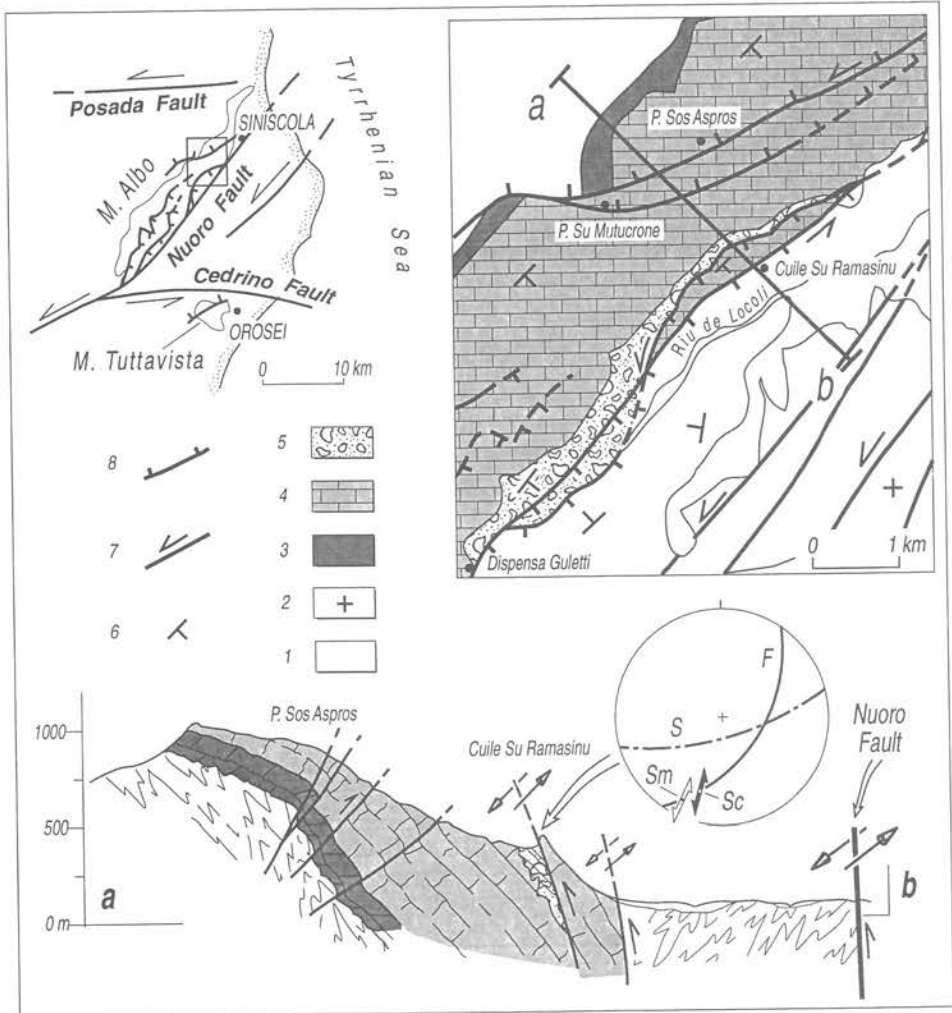 Tyrrhenian Sea
Posada Fault
SINISCOLA
M. Albo
Nuoro Fault
Cedrino Fault
OROSEI
M. Tuttavista
0 10 km
a
P. Sos Aspros
P. Su Mutucrone
Cuile Su Ramasinu
Riu de Locoli
b
Dispensa Guletti
0 1 km
8
7
6
5
4
3
2
1
F
S
Sm
Sc
P. Sos Aspros
Cuile Su Ramasinu
Nuoro
Fault
1000
500
0 m
a
b